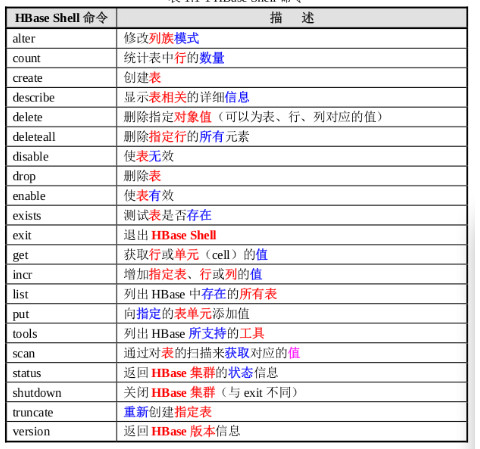 HBase Shell 命令 描 述
alter 修改列族模式
count 统计表中行的数量
create 创建表
describe 显示表相关的详细信息
delete 删除指定对象值（可以为表、行、列对应的值）
deleteall 删除指定行的所有元素
disable 使表无效
drop 删除表
enable 使表有效
exists 测试表是否存在
exit 退出 HBase Shell
get 获取行或单元（cell）的值
incr 增加指定表、行或列的值
list 列出 HBase 中存在的所有表
put 向指定的表单元添加值
tools 列出 HBase 所支持的工具
scan 通过对表的扫描来获取对应的值
status 返回 HBase 集群的状态信息
shutdown 关闭 HBase 集群（与 exit 不同）
truncate 重新创建指定表
version 返回 HBase 版本信息